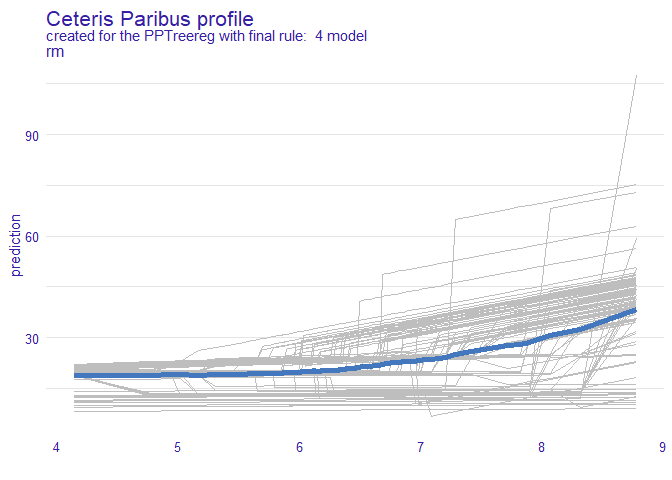 Ceteris Paribus profile
created for the PPTreereg with final rule:  4 model
rm
90
60
30
prediction
4 5 6 7 8 9